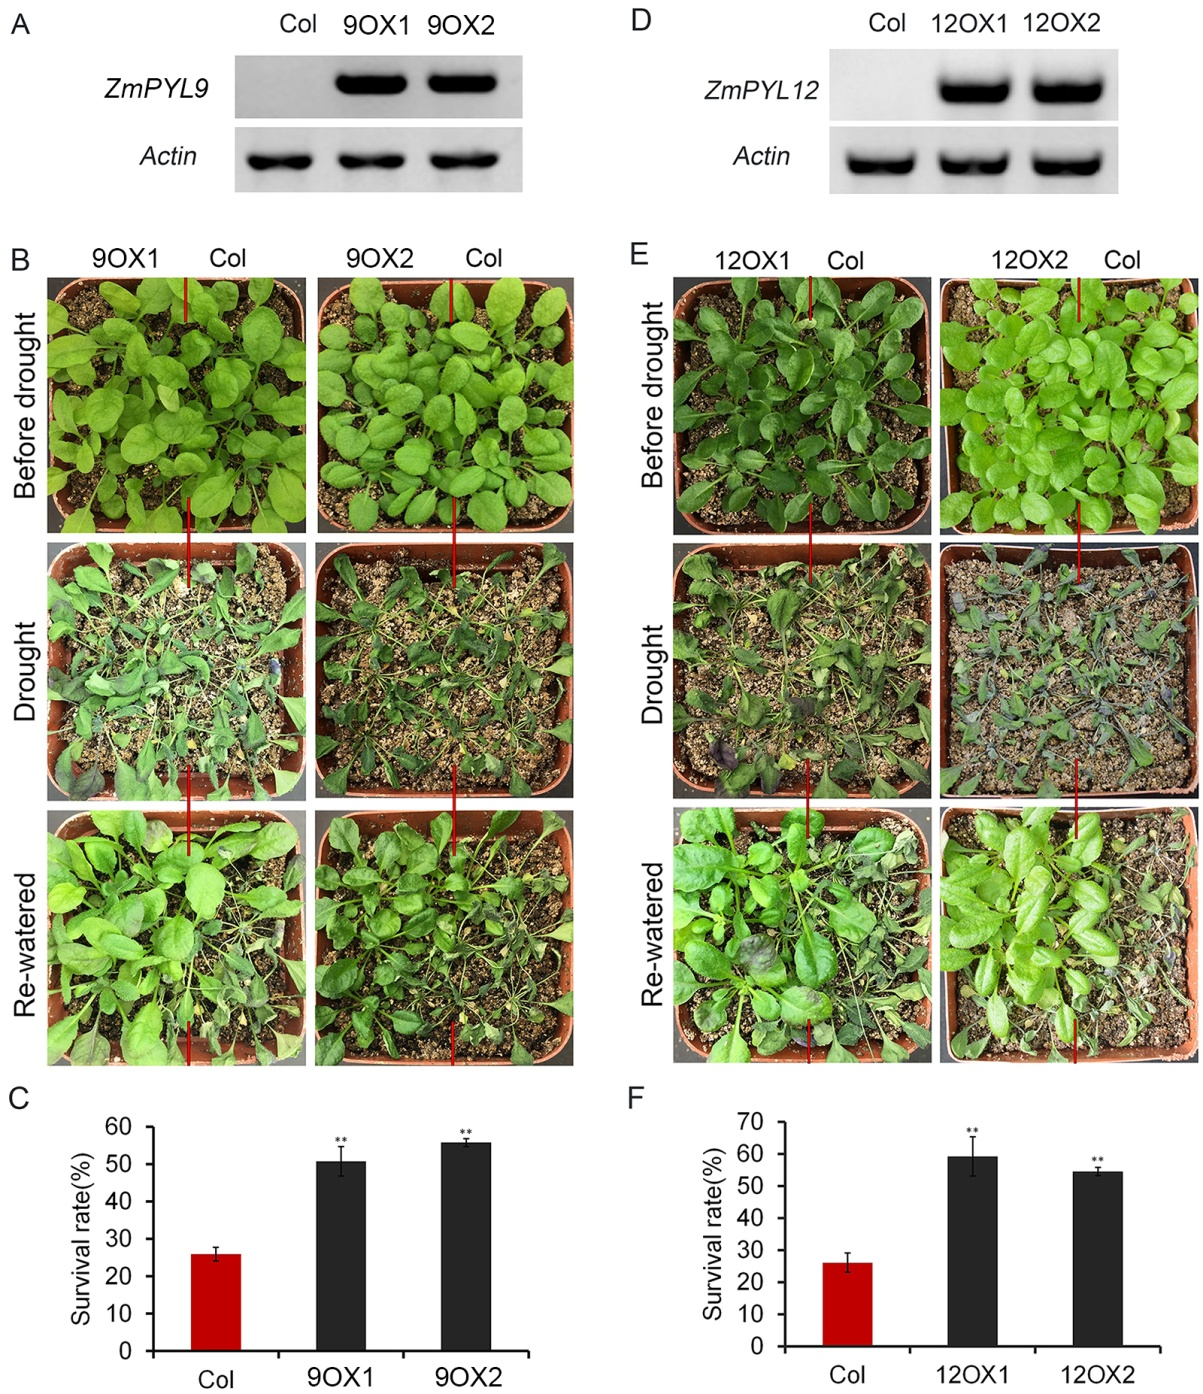 A
Col 9OX1 9OX2
ZmPYL9
Actin
D
Col 12OX1 12OX2
ZmPYL12
Actin
B
9OX1 Col 9OX2 Col
Before drought
Drought
Re-watered
E
12OX1 Col 12OX2 Col
Before drought
Drought
Re-watered
C
Survival rate(%)
60
50
40
30
20
10
0
**
**
Col 9OX1 9OX2
F
Survival rate(%)
70
60
50
40
30
20
10
0
**
**
Col 12OX1 12OX2